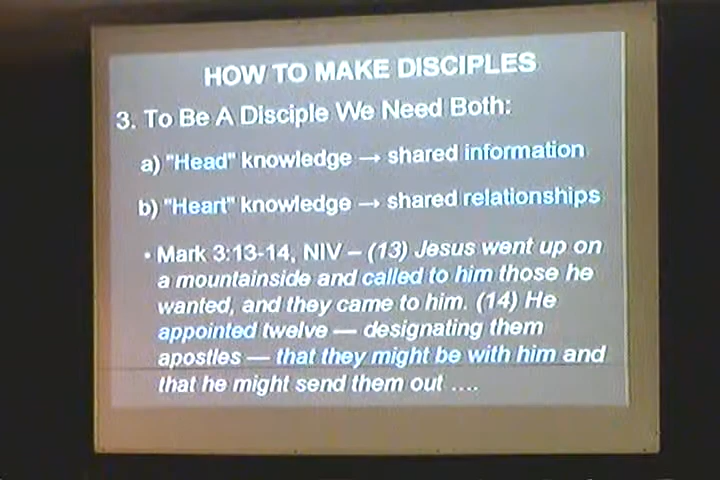 HOW TO MAKE DISCIPLES
3. To Be A Disciple We Need Both:
a) "Head" knowledge → shared information
b) "Heart" knowledge → shared relationships
• Mark 3:13-14, NIV – (13) Jesus went up on
a mountainside and called to him those he
wanted, and they came to him. (14) He
appointed twelve — designating them
apostles — that they might be with him and
that he might send them out ....